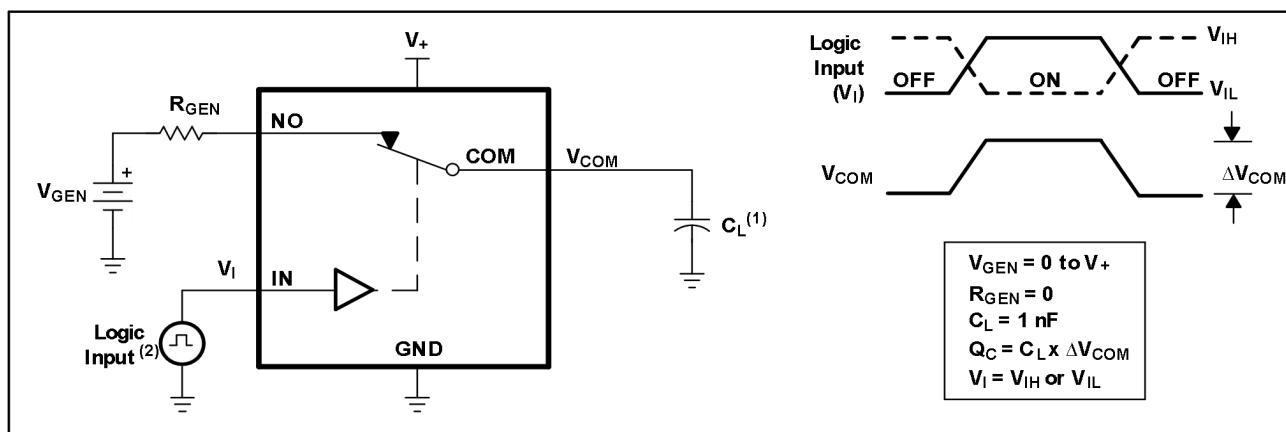 V+
RGEN
NO
COM
VCOM
VGEN
+
CL(1)
VI
IN
Logic
Input(2)
GND
Logic
Input
(VI)
OFF
ON
OFF
VIH
VIL
VCOM
ΔVCOM
VGEN = 0 to V+
RGEN = 0
CL = 1 nF
QC = CL x ΔVCOM
VI = VIH or VIL